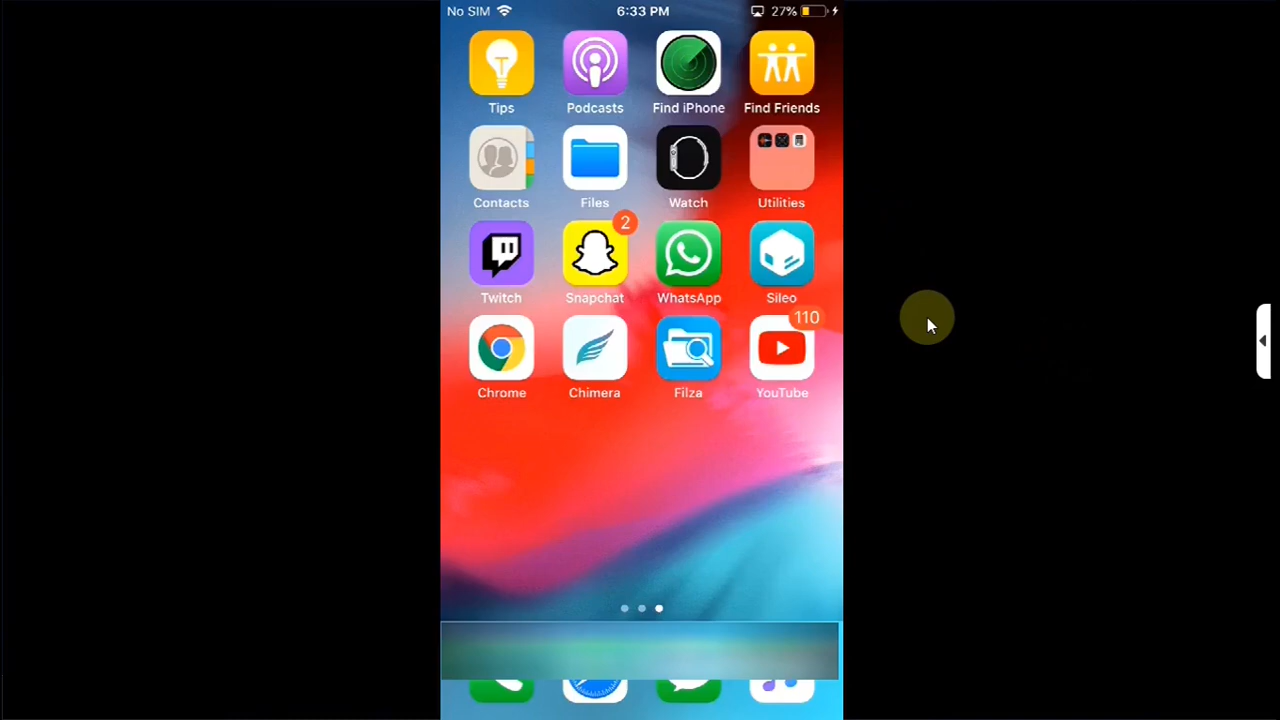 No SIM 6:33 PM 27%
Tips Podcasts Find iPhone Find Friends
Contacts Files Watch Utilities
2
Twitch Snapchat WhatsApp Sileo
110
Chrome Chimera Filza YouTube